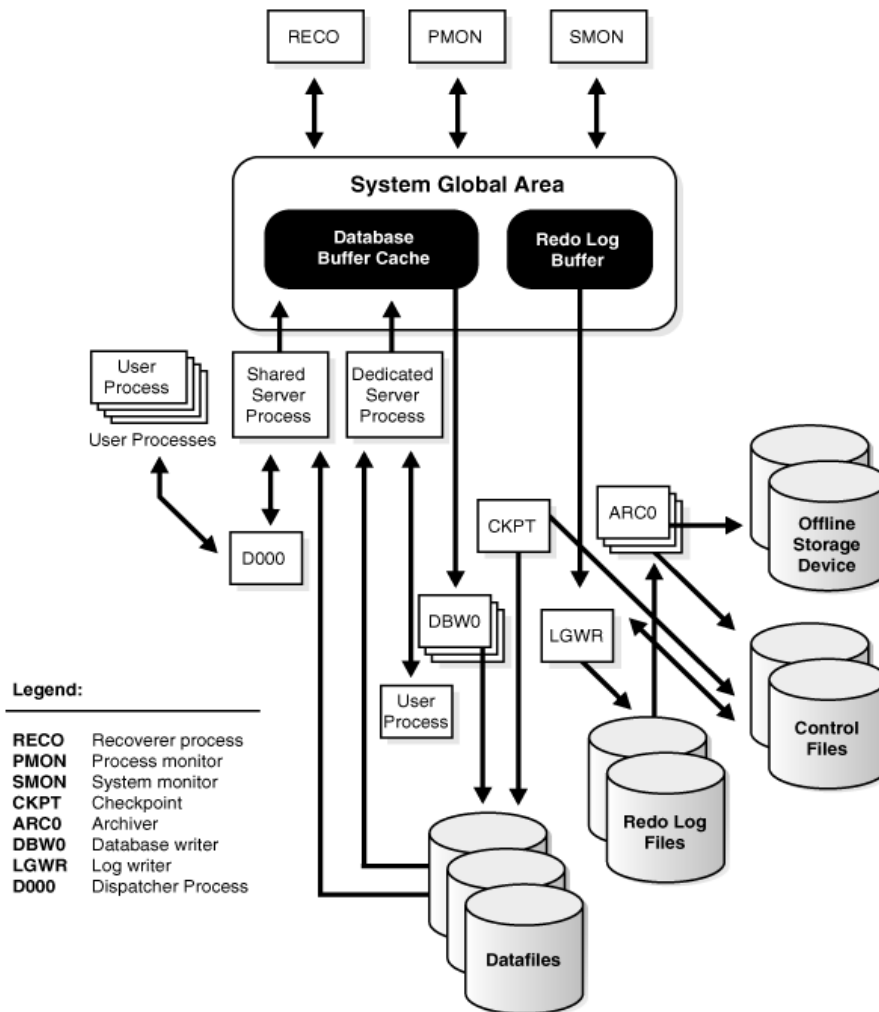 RECO
PMON
SMON
System Global Area
Database
Buffer Cache
Redo Log
Buffer
User
Process
User Processes
Shared
Server
Process
Dedicated
Server
Process
D000
CKPT
ARC0
Offline
Storage
Device
DBW0
LGWR
User
Process
Control
Files
Redo Log
Files
Datafiles
Legend:
RECO Recoverer process
PMON Process monitor
SMON System monitor
CKPT Checkpoint
ARC0 Archiver
DBW0 Database writer
LGWR Log writer
D000 Dispatcher Process